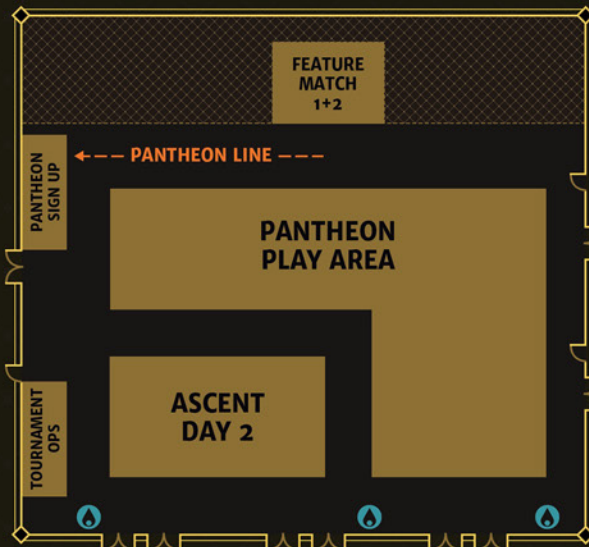 FEATURE
MATCH
1+2
PANTHEON LINE
PANTHEON
SIGN UP
PANTHEON
PLAY AREA
ASCENT
DAY 2
TOURNAMENT
OPS